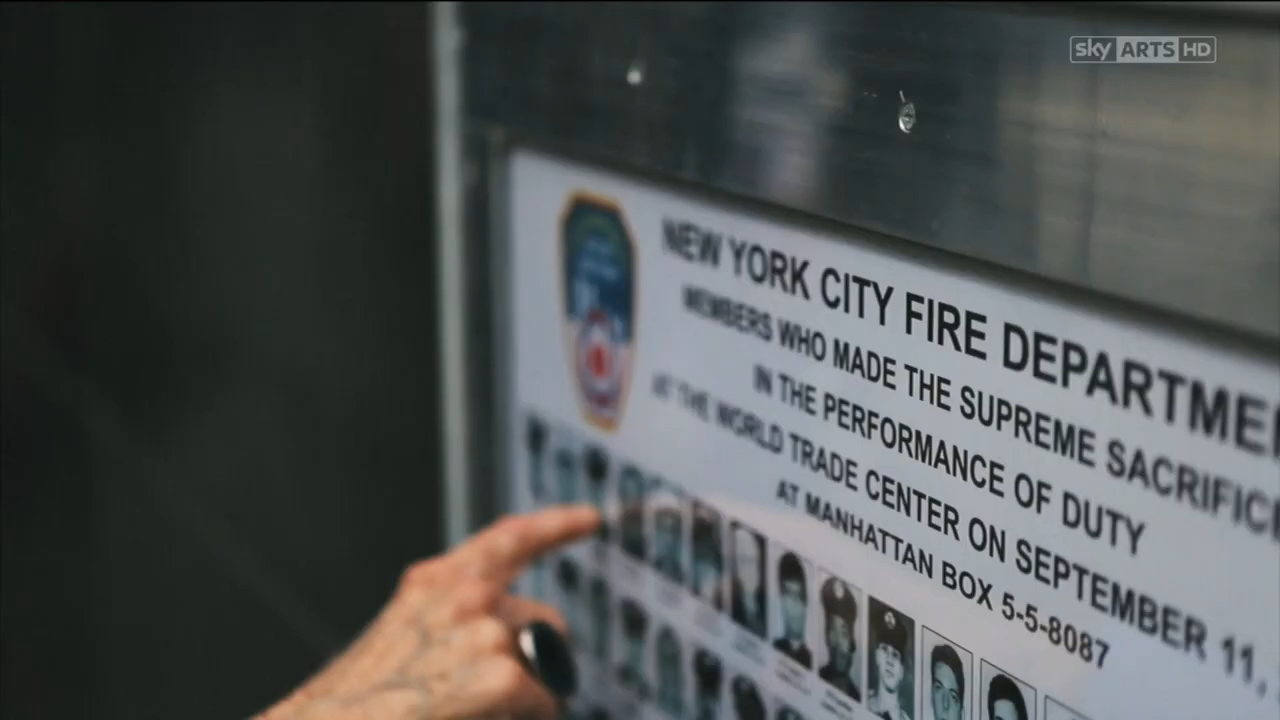 sky ARTS HD
NEW YORK CITY FIRE DEPARTME
MEMBERS WHO MADE THE SUPREME SACRIFIC
IN THE PERFORMANCE OF DUTY
AT THE WORLD TRADE CENTER ON SEPTEMBER 11,
AT MANHATTAN BOX 5-5-8087